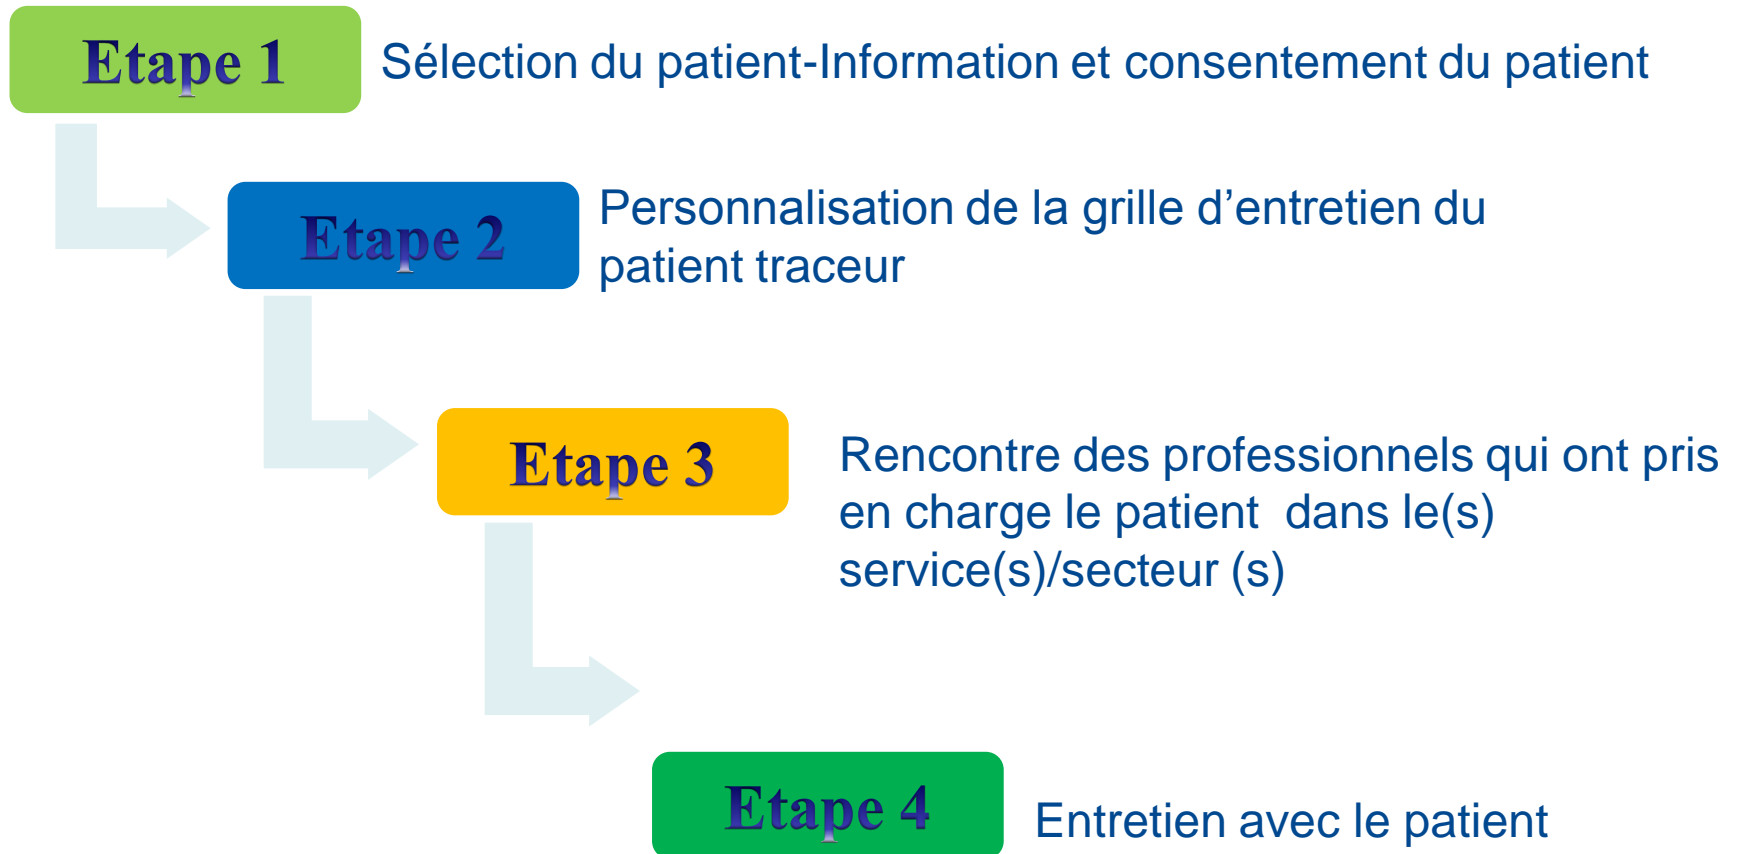 Etape 1
Sélection du patient-Information et consentement du patient
Etape 2
Personnalisation de la grille d’entretien du
patient traceur
Etape 3
Rencontre des professionnels qui ont pris
en charge le patient  dans le(s)
service(s)/secteur (s)
Etape 4
Entretien avec le patient